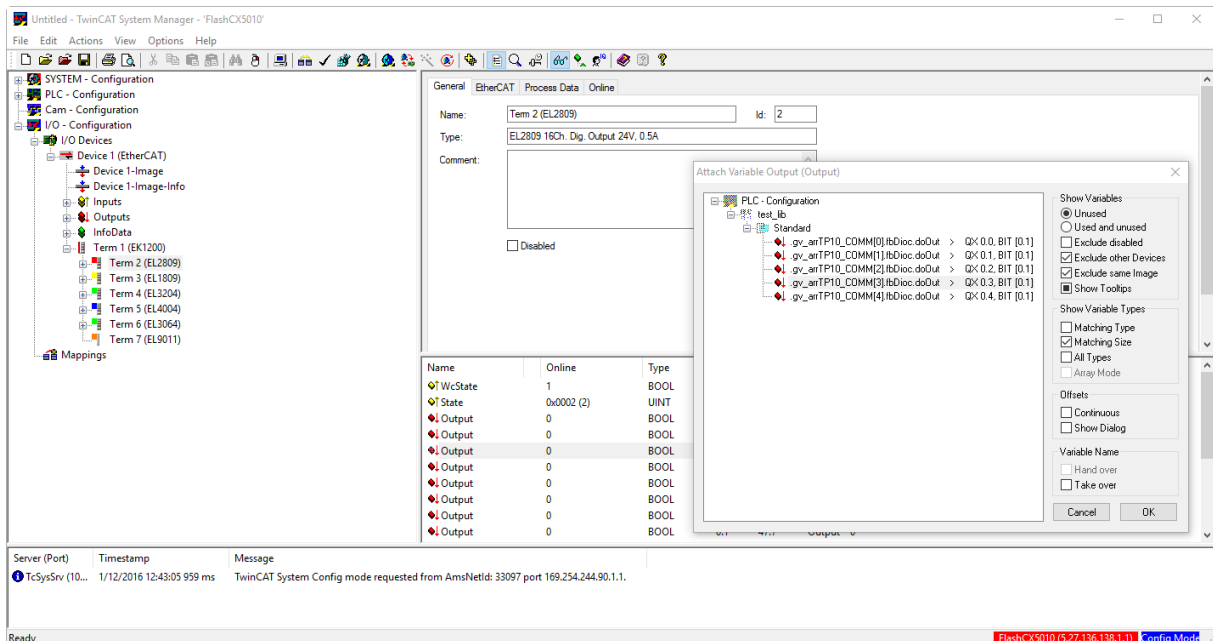 Untitled - TwinCAT System Manager - 'FlashCX5010'
File Edit Actions View Options Help
SYSTEM - Configuration
PLC - Configuration
Cam - Configuration
I/O - Configuration
I/O Devices
Device 1 (EtherCAT)
Device 1-Image
Device 1-Image-Info
Inputs
Outputs
InfoData
Term 1 (EK1200)
Term 2 (EL2809)
Term 3 (EL1809)
Term 4 (EL3204)
Term 5 (EL4004)
Term 6 (EL3064)
Term 7 (EL9011)
Mappings
General EtherCAT Process Data Online
Name: Term 2 (EL2809) Id: 2
Type: EL2809 16Ch. Dig. Output 24V, 0.5A
Comment:
Disabled
Name Online Type
WcState 1 BOOL
State 0x0002 (2) UINT
Output 0 BOOL
Output 0 BOOL
Output 0 BOOL
Output 0 BOOL
Output 0 BOOL
Output 0 BOOL
Output 0 BOOL
Output 0 BOOL 0.1 47.7 Output 0
Attach Variable Output (Output)
PLC - Configuration
test_lib
Standard
.gv_arrTP10_COMM[0].fbDioc.doOut > QX 0.0, BIT [0.1]
.gv_arrTP10_COMM[1].fbDioc.doOut > QX 0.1, BIT [0.1]
.gv_arrTP10_COMM[2].fbDioc.doOut > QX 0.2, BIT [0.1]
.gv_arrTP10_COMM[3].fbDioc.doOut > QX 0.3, BIT [0.1]
.gv_arrTP10_COMM[4].fbDioc.doOut > QX 0.4, BIT [0.1]
Show Variables
Unused
Used and unused
Exclude disabled
Exclude other Devices
Exclude same Image
Show Tooltips
Show Variable Types
Matching Type
Matching Size
All Types
Array Mode
Offsets
Continuous
Show Dialog
Variable Name
Hand over
Take over
Cancel OK
Server (Port) Timestamp Message
TcSysSrv (10... 1/12/2016 12:43:05 959 ms TwinCAT System Config mode requested from AmsNetId: 33097 port 169.254.244.90.1.1.
Ready FlashCX5010 (5.27.136.138.1.1) Config Mode